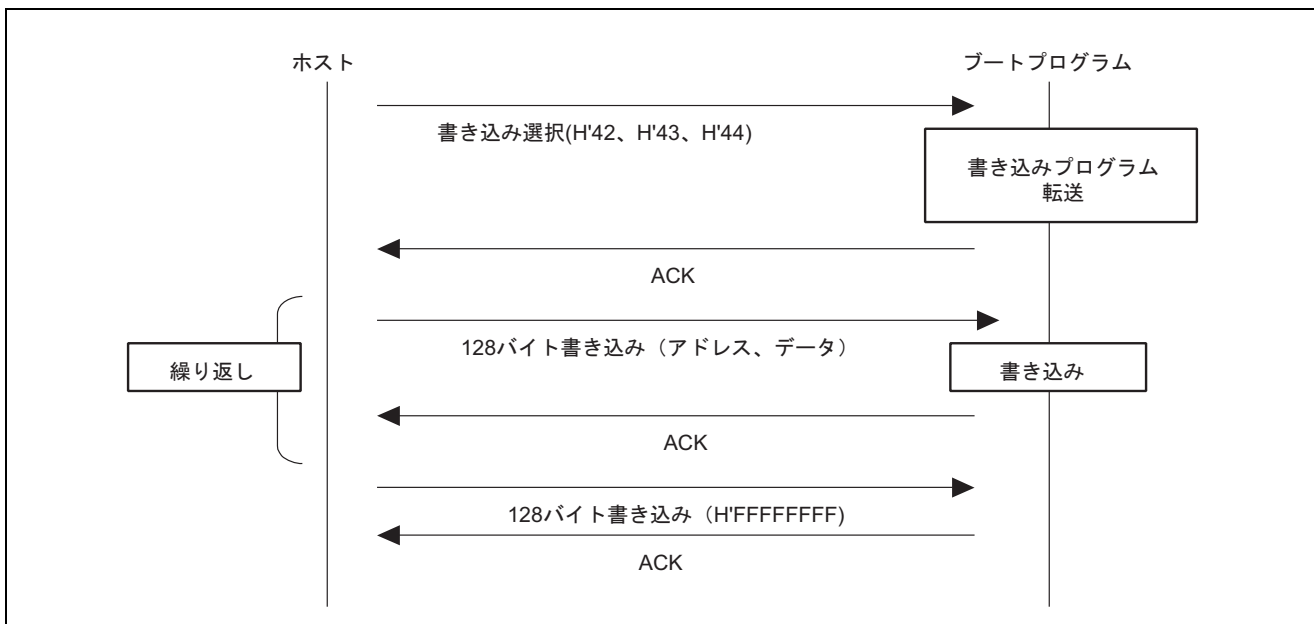 ホスト
ブートプログラム
書き込み選択(H'42、H'43、H'44)
書き込みプログラム
転送
ACK
128バイト書き込み（アドレス、データ）
繰り返し
書き込み
ACK
128バイト書き込み（H'FFFFFFFF)
ACK